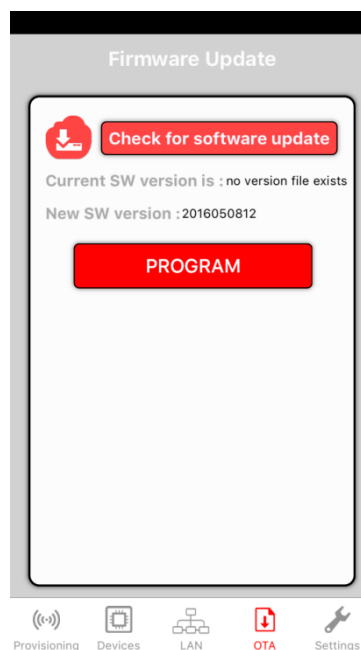 Firmware Update
Check for software update
Current SW version is : no version file exists
New SW version : 2016050812
PROGRAM
Provisioning Devices LAN OTA Settings